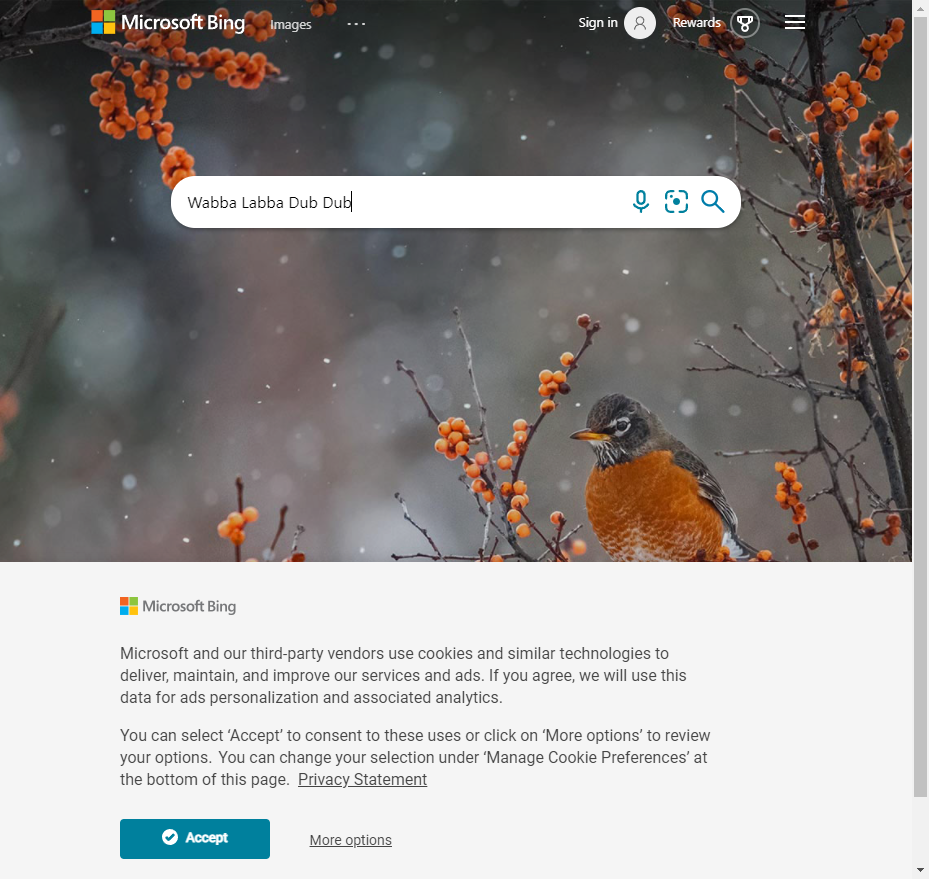 Microsoft Bing Images ... Sign in Rewards
Wabba Labba Dub Dub
Microsoft Bing
Microsoft and our third-party vendors use cookies and similar technologies to
deliver, maintain, and improve our services and ads. If you agree, we will use this
data for ads personalization and associated analytics.
You can select ‘Accept’ to consent to these uses or click on ‘More options’ to review
your options. You can change your selection under ‘Manage Cookie Preferences’ at
the bottom of this page. Privacy Statement
Accept More options